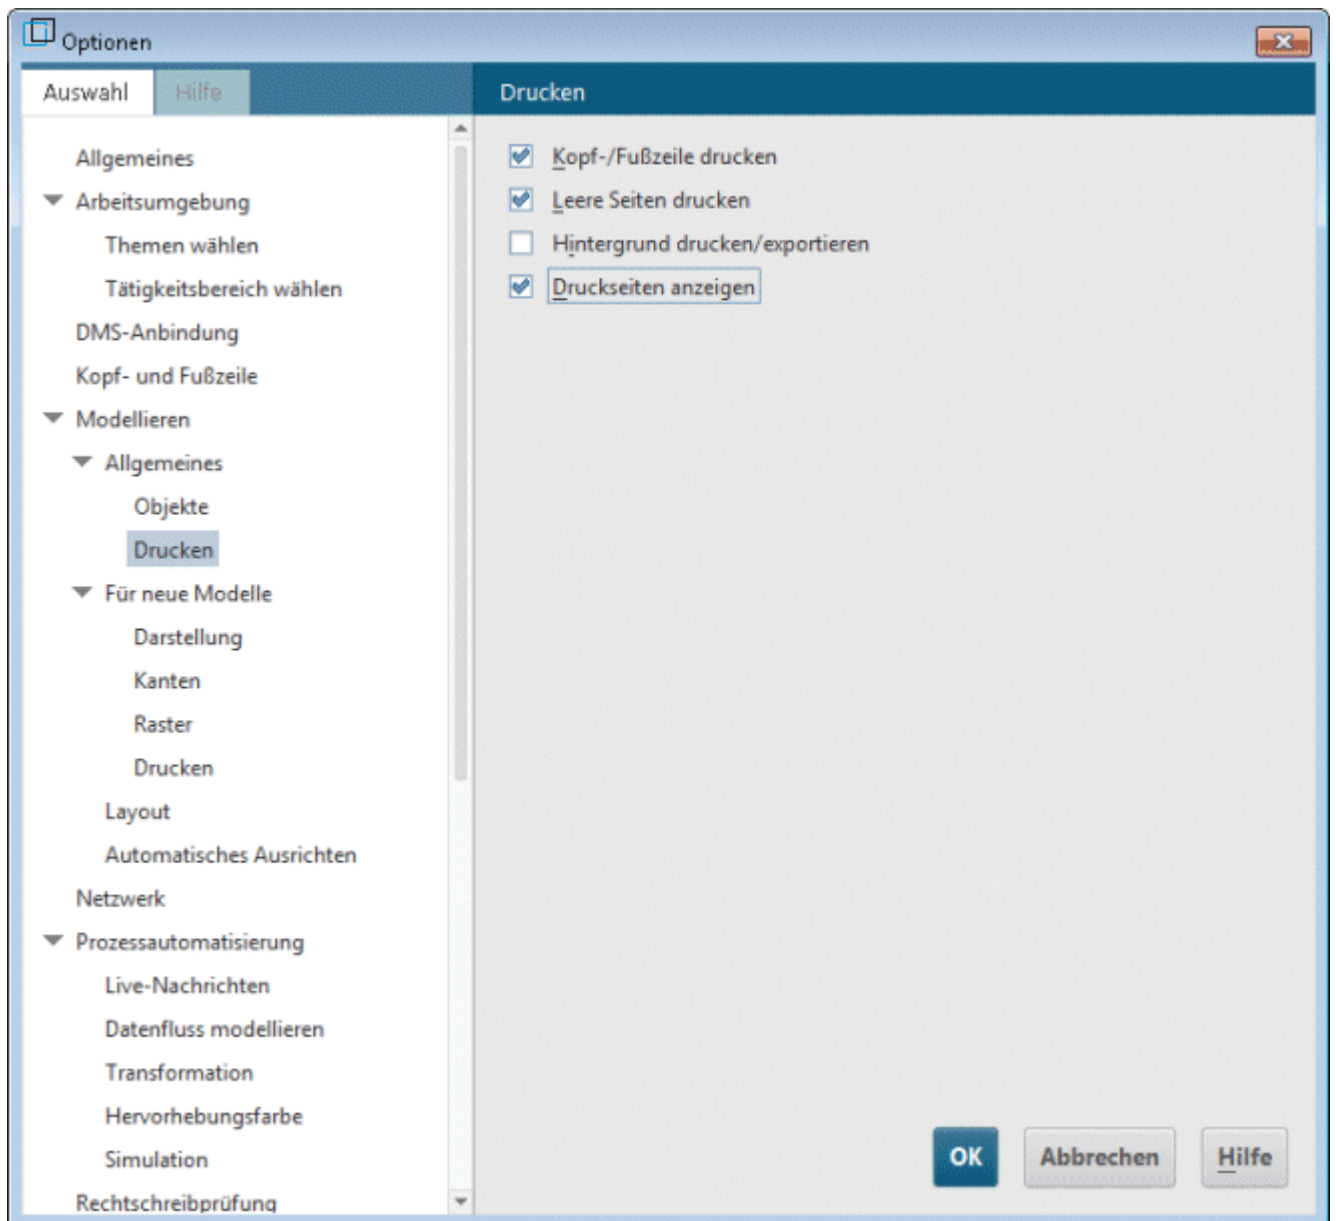 Optionen
Auswahl
Hilfe
Drucken
Allgemeines
Arbeitsumgebung
Themen wählen
Tätigkeitsbereich wählen
DMS-Anbindung
Kopf- und Fußzeile
Modellieren
Allgemeines
Objekte
Drucken
Für neue Modelle
Darstellung
Kanten
Raster
Drucken
Layout
Automatisches Ausrichten
Netzwerk
Prozessautomatisierung
Live-Nachrichten
Datenfluss modellieren
Transformation
Hervorhebungsfarbe
Simulation
Rechtschreibprüfung
Kopf-/Fußzeile drucken
Leere Seiten drucken
Hintergrund drucken/exportieren
Druckseiten anzeigen
OK
Abbrechen
Hilfe